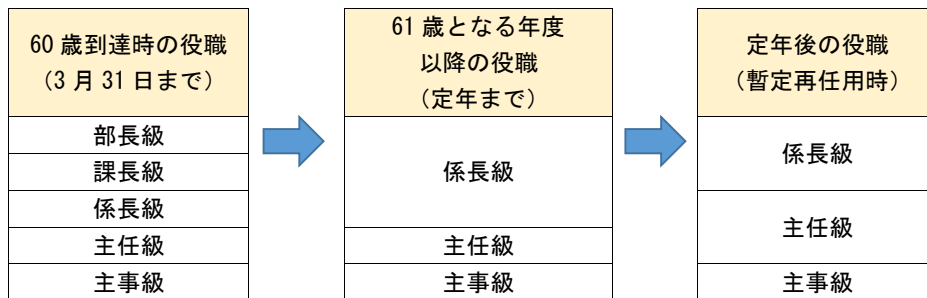 60 歳到達時の役職
（3 月 31 日まで）
部長級
課長級
係長級
主任級
主事級
61 歳となる年度
以降の役職
（定年まで）
係長級
主任級
主事級
定年後の役職
（暫定再任用時）
係長級
主任級
主事級